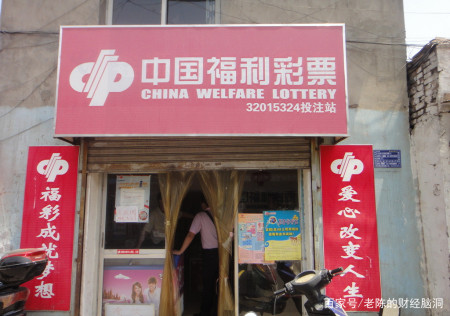 中国福利彩票
CHINA WELFARE LOTTERY
32015324投注站
福彩成就梦想
爱心改变人生
百家号/老陈的财经脑洞